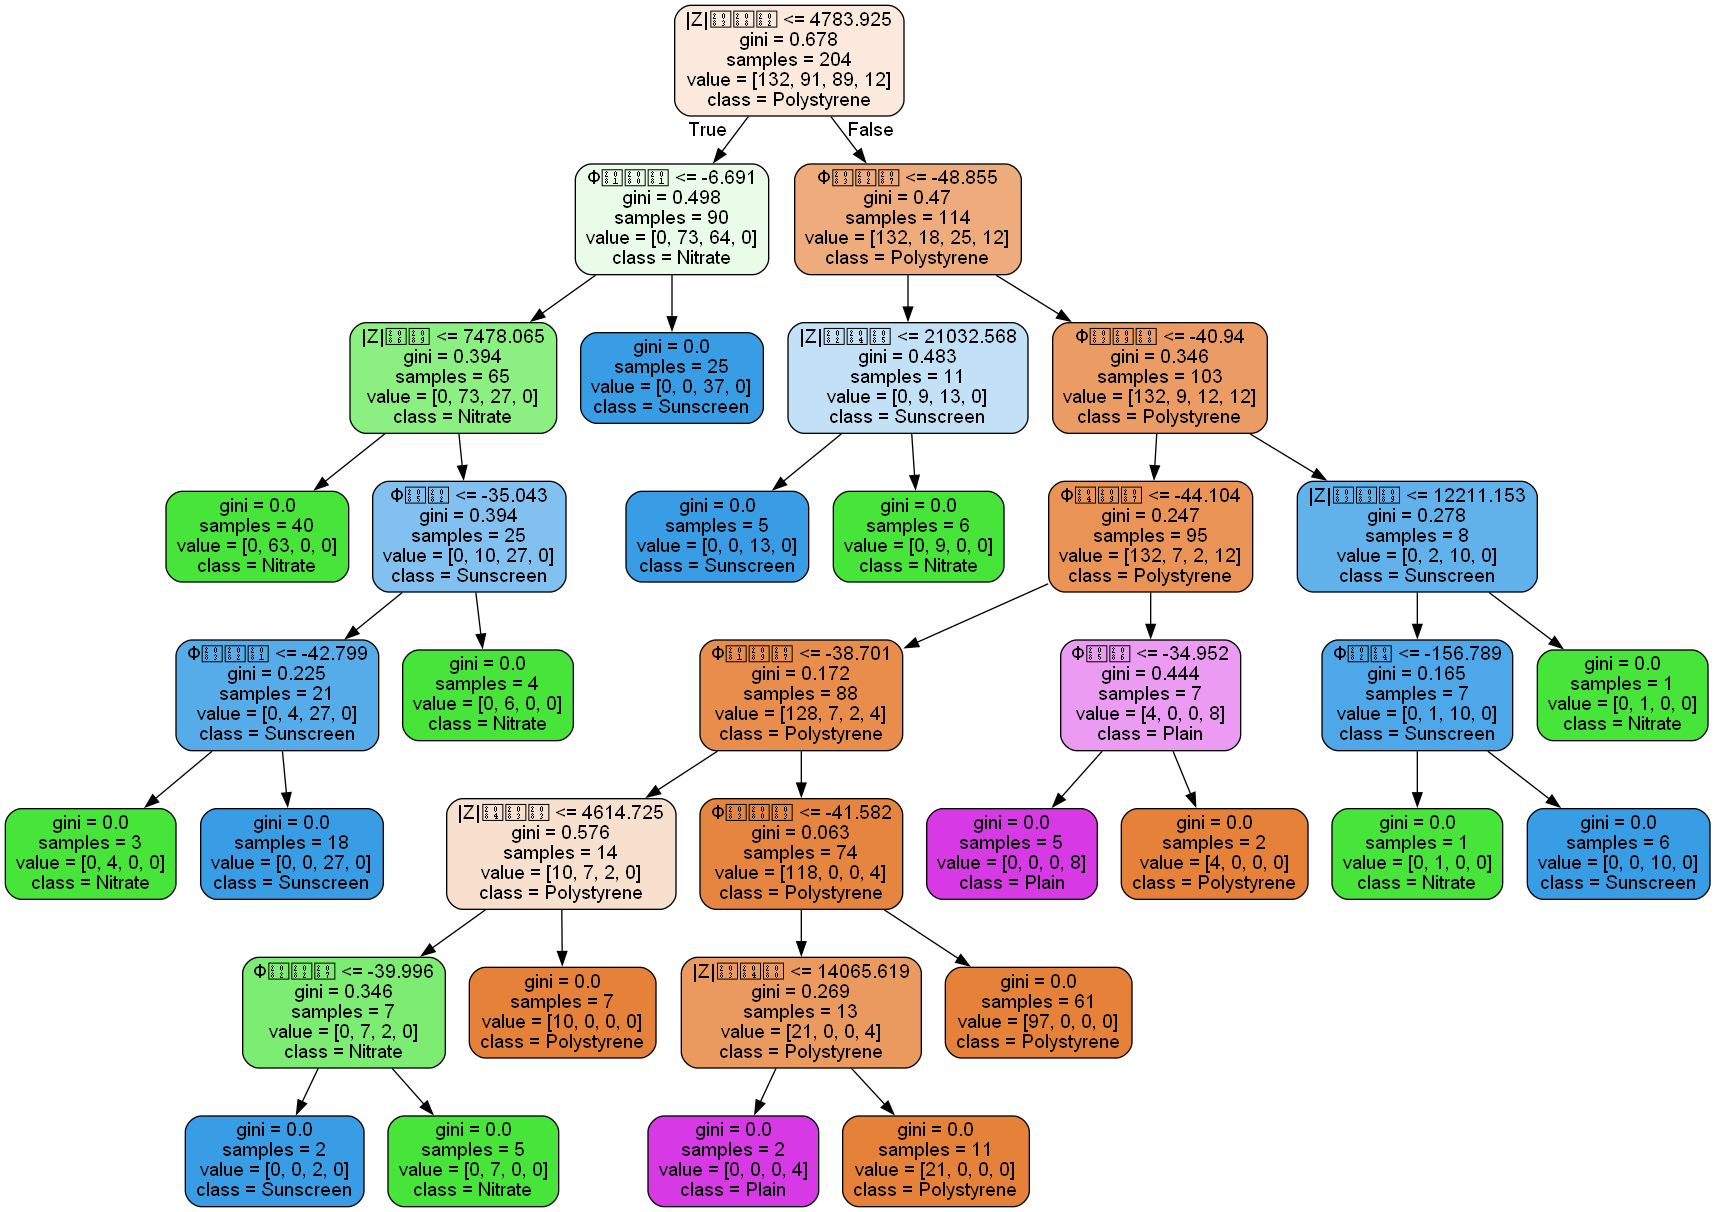 |Z| <= 4783.925
gini = 0.678
samples = 204
value = [132, 91, 89, 12]
class = Polystyrene
True
False
Φ <= -6.691
gini = 0.498
samples = 90
value = [0, 73, 64, 0]
class = Nitrate
Φ <= -48.855
gini = 0.47
samples = 114
value = [132, 18, 25, 12]
class = Polystyrene
|Z| <= 7478.065
gini = 0.394
samples = 65
value = [0, 73, 27, 0]
class = Nitrate
gini = 0.0
samples = 25
value = [0, 0, 37, 0]
class = Sunscreen
|Z| <= 21032.568
gini = 0.483
samples = 11
value = [0, 9, 13, 0]
class = Sunscreen
Φ <= -40.94
gini = 0.346
samples = 103
value = [132, 9, 12, 12]
class = Polystyrene
gini = 0.0
samples = 40
value = [0, 63, 0, 0]
class = Nitrate
Φ <= -35.043
gini = 0.394
samples = 25
value = [0, 10, 27, 0]
class = Sunscreen
gini = 0.0
samples = 5
value = [0, 0, 13, 0]
class = Sunscreen
gini = 0.0
samples = 6
value = [0, 9, 0, 0]
class = Nitrate
Φ <= -44.104
gini = 0.247
samples = 95
value = [132, 7, 2, 12]
class = Polystyrene
|Z| <= 12211.153
gini = 0.278
samples = 8
value = [0, 2, 10, 0]
class = Sunscreen
Φ <= -42.799
gini = 0.225
samples = 21
value = [0, 4, 27, 0]
class = Sunscreen
gini = 0.0
samples = 4
value = [0, 6, 0, 0]
class = Nitrate
Φ <= -38.701
gini = 0.172
samples = 88
value = [128, 7, 2, 4]
class = Polystyrene
Φ <= -34.952
gini = 0.444
samples = 7
value = [4, 0, 0, 8]
class = Plain
Φ <= -156.789
gini = 0.165
samples = 7
value = [0, 1, 10, 0]
class = Sunscreen
gini = 0.0
samples = 1
value = [0, 1, 0, 0]
class = Nitrate
gini = 0.0
samples = 3
value = [0, 4, 0, 0]
class = Nitrate
gini = 0.0
samples = 18
value = [0, 0, 27, 0]
class = Sunscreen
|Z| <= 4614.725
gini = 0.576
samples = 14
value = [10, 7, 2, 0]
class = Polystyrene
Φ <= -41.582
gini = 0.063
samples = 74
value = [118, 0, 0, 4]
class = Polystyrene
gini = 0.0
samples = 5
value = [0, 0, 0, 8]
class = Plain
gini = 0.0
samples = 2
value = [4, 0, 0, 0]
class = Polystyrene
gini = 0.0
samples = 1
value = [0, 1, 0, 0]
class = Nitrate
gini = 0.0
samples = 6
value = [0, 0, 10, 0]
class = Sunscreen
Φ <= -39.996
gini = 0.346
samples = 7
value = [0, 7, 2, 0]
class = Nitrate
gini = 0.0
samples = 7
value = [10, 0, 0, 0]
class = Polystyrene
|Z| <= 14065.619
gini = 0.269
samples = 13
value = [21, 0, 0, 4]
class = Polystyrene
gini = 0.0
samples = 61
value = [97, 0, 0, 0]
class = Polystyrene
gini = 0.0
samples = 2
value = [0, 0, 2, 0]
class = Sunscreen
gini = 0.0
samples = 5
value = [0, 7, 0, 0]
class = Nitrate
gini = 0.0
samples = 2
value = [0, 0, 0, 4]
class = Plain
gini = 0.0
samples = 11
value = [21, 0, 0, 0]
class = Polystyrene